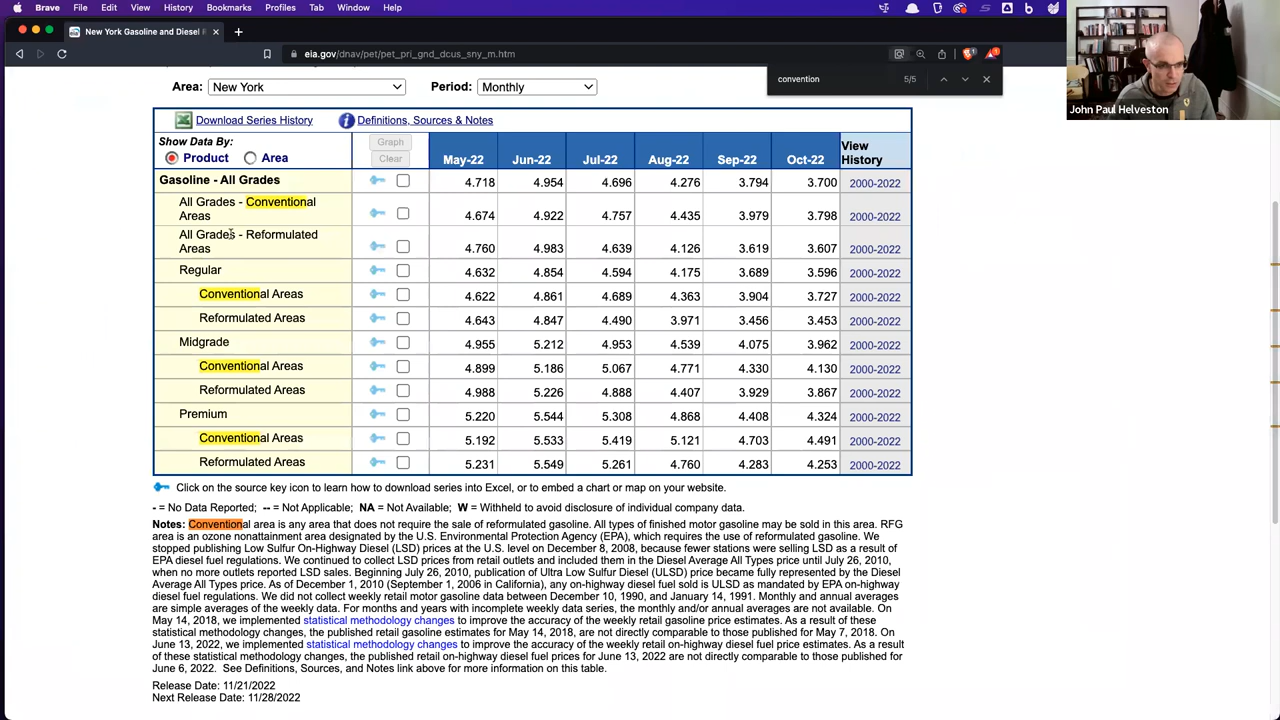 Brave File Edit View History Bookmarks Profiles Tab Window Help
New York Gasoline and Diesel
eia.gov/dnav/pet/pet_pri_gnd_dcus_sny_m.htm
convention 5/5
John Paul Helveston
Area: New York Period: Monthly
Download Series History Definitions, Sources & Notes
Show Data By:
Product Area
Graph
Clear
May-22 Jun-22 Jul-22 Aug-22 Sep-22 Oct-22 View History
Gasoline - All Grades 4.718 4.954 4.696 4.276 3.794 3.700 2000-2022
All Grades - Conventional Areas 4.674 4.922 4.757 4.435 3.979 3.798 2000-2022
All Grades - Reformulated Areas 4.760 4.983 4.639 4.126 3.619 3.607 2000-2022
Regular 4.632 4.854 4.594 4.175 3.689 3.596 2000-2022
Conventional Areas 4.622 4.861 4.689 4.363 3.904 3.727 2000-2022
Reformulated Areas 4.643 4.847 4.490 3.971 3.456 3.453 2000-2022
Midgrade 4.955 5.212 4.953 4.539 4.075 3.962 2000-2022
Conventional Areas 4.899 5.186 5.067 4.771 4.330 4.130 2000-2022
Reformulated Areas 4.988 5.226 4.888 4.407 3.929 3.867 2000-2022
Premium 5.220 5.544 5.308 4.868 4.408 4.324 2000-2022
Conventional Areas 5.192 5.533 5.419 5.121 4.703 4.491 2000-2022
Reformulated Areas 5.231 5.549 5.261 4.760 4.283 4.253 2000-2022
Click on the source key icon to learn how to download series into Excel, or to embed a chart or map on your website.
- = No Data Reported; -- = Not Applicable; NA = Not Available; W = Withheld to avoid disclosure of individual company data.
Notes: Conventional area is any area that does not require the sale of reformulated gasoline. All types of finished motor gasoline may be sold in this area. RFG
area is an ozone nonattainment area designated by the U.S. Environmental Protection Agency (EPA), which requires the use of reformulated gasoline. We
stopped publishing Low Sulfur On-Highway Diesel (LSD) prices at the U.S. level on December 8, 2008, because fewer stations were selling LSD as a result of
EPA diesel fuel regulations. We continued to collect LSD prices from retail outlets and included them in the Diesel Average All Types price until July 26, 2010,
when no more outlets reported LSD sales. Beginning July 26, 2010, publication of Ultra Low Sulfur Diesel (ULSD) price became fully represented by the Diesel
Average All Types price. As of December 1, 2010 (September 1, 2006 in California), any on-highway diesel fuel sold is ULSD as mandated by EPA on-highway
diesel fuel regulations. We did not collect weekly retail motor gasoline data between December 10, 1990, and January 14, 1991. Monthly and annual averages
are simple averages of the weekly data. For months and years with incomplete weekly data series, the monthly and/or annual averages are not available. On
May 14, 2018, we implemented statistical methodology changes to improve the accuracy of the weekly retail gasoline price estimates. As a result of these
statistical methodology changes, the published retail gasoline estimates for May 14, 2018, are not directly comparable to those published for May 7, 2018. On
June 13, 2022, we implemented statistical methodology changes to improve the accuracy of the weekly retail on-highway diesel fuel price estimates. As a result
of these statistical methodology changes, the published retail on-highway diesel fuel prices for June 13, 2022 are not directly comparable to those published for
June 6, 2022. See Definitions, Sources, and Notes link above for more information on this table.
Release Date: 11/21/2022
Next Release Date: 11/28/2022